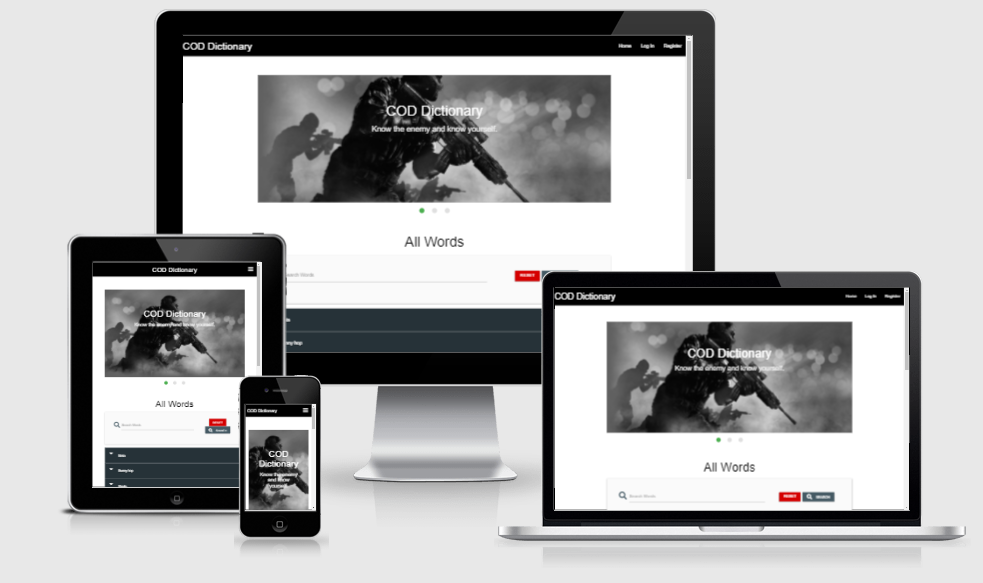 COD Dictionary
Home Log In Register
COD Dictionary
Know the enemy and know yourself.
All Words
Search Words
RESET
COD Dictionary
COD Dictionary
Know the enemy and know yourself.
All Words
Search Words
RESET
SEARCH
COD Dictionary
COD
Dictionary
Know the enemy
and know
yourself.
COD Dictionary
Home Log In Register
COD Dictionary
Know the enemy and know yourself.
All Words
Search Words
RESET SEARCH